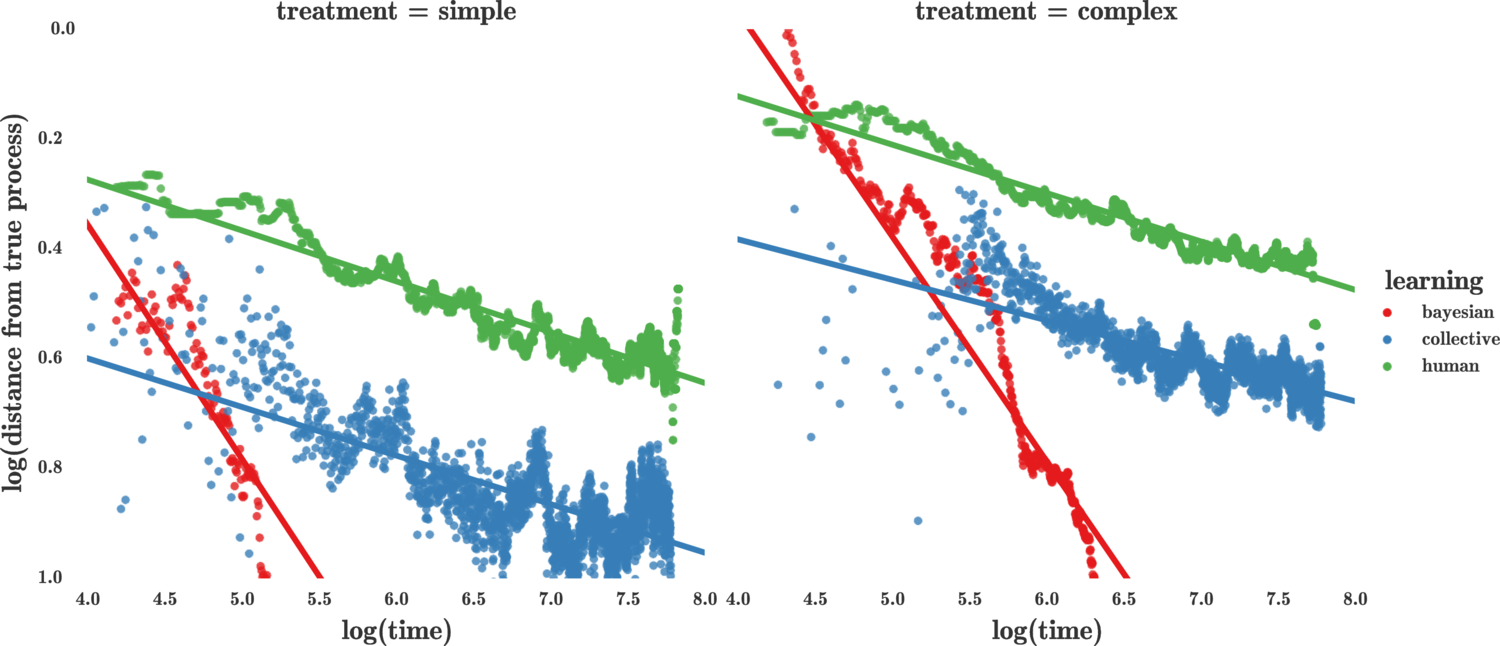 treatment = simple
treatment = complex
log(distance from true process)
0.0
0.2
0.4
0.6
0.8
1.0
4.0 4.5 5.0 5.5 6.0 6.5 7.0 7.5 8.0
log(time)
4.0 4.5 5.0 5.5 6.0 6.5 7.0 7.5 8.0
log(time)
learning
bayesian
collective
human